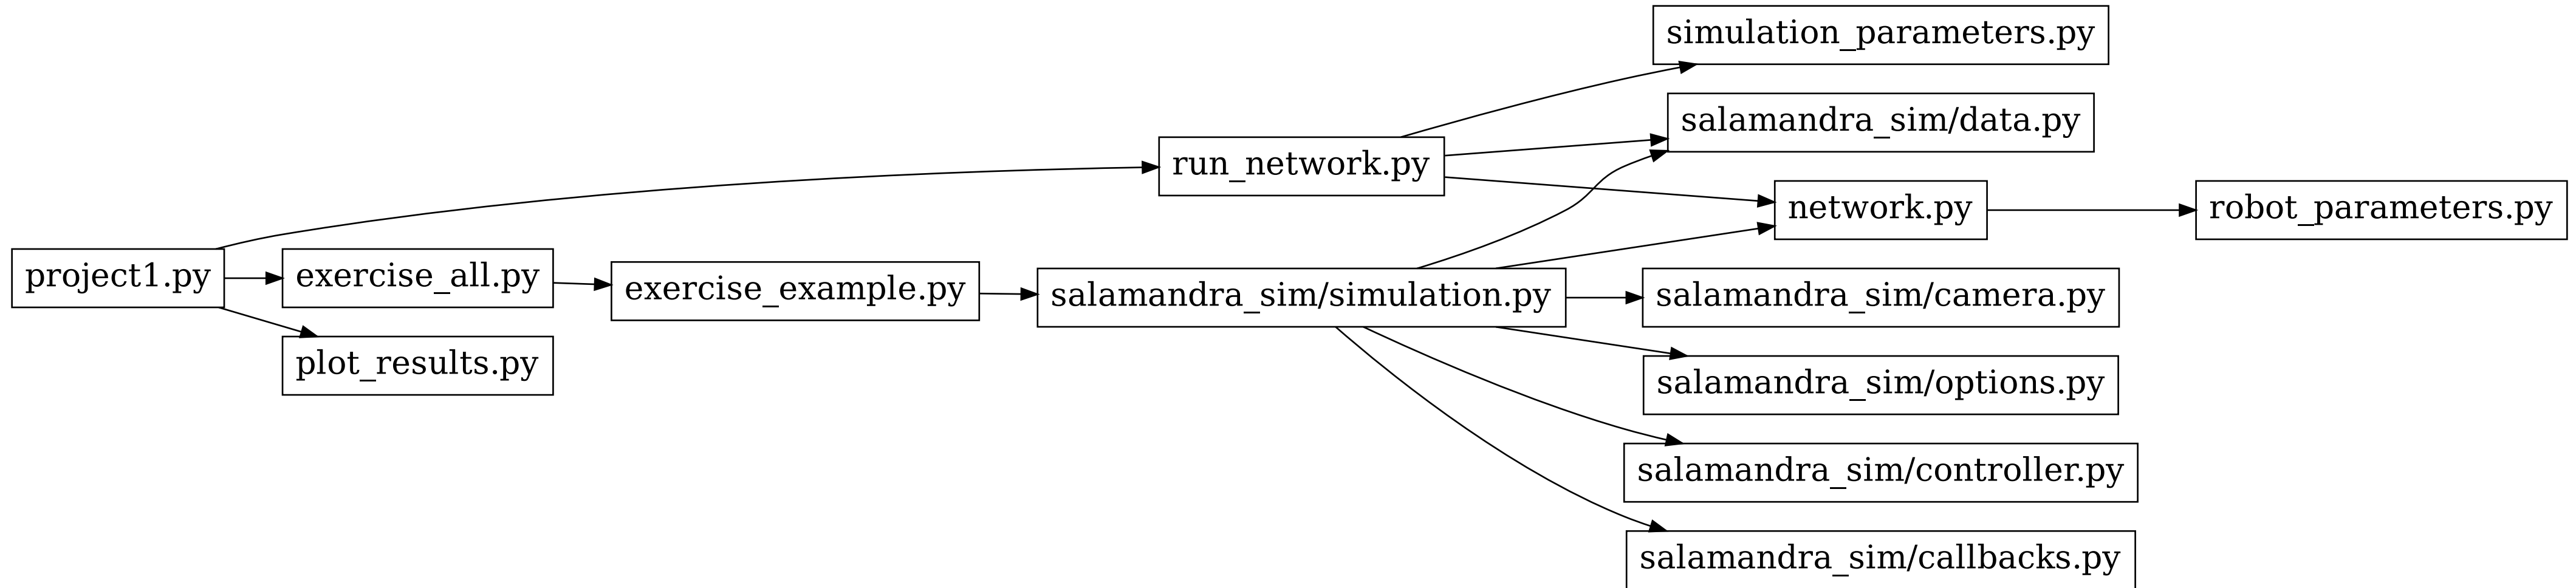 simulation_parameters.py
salamandra_sim/data.py
run_network.py
network.py
robot_parameters.py
project1.py
exercise_all.py
exercise_example.py
salamandra_sim/simulation.py
salamandra_sim/camera.py
plot_results.py
salamandra_sim/options.py
salamandra_sim/controller.py
salamandra_sim/callbacks.py